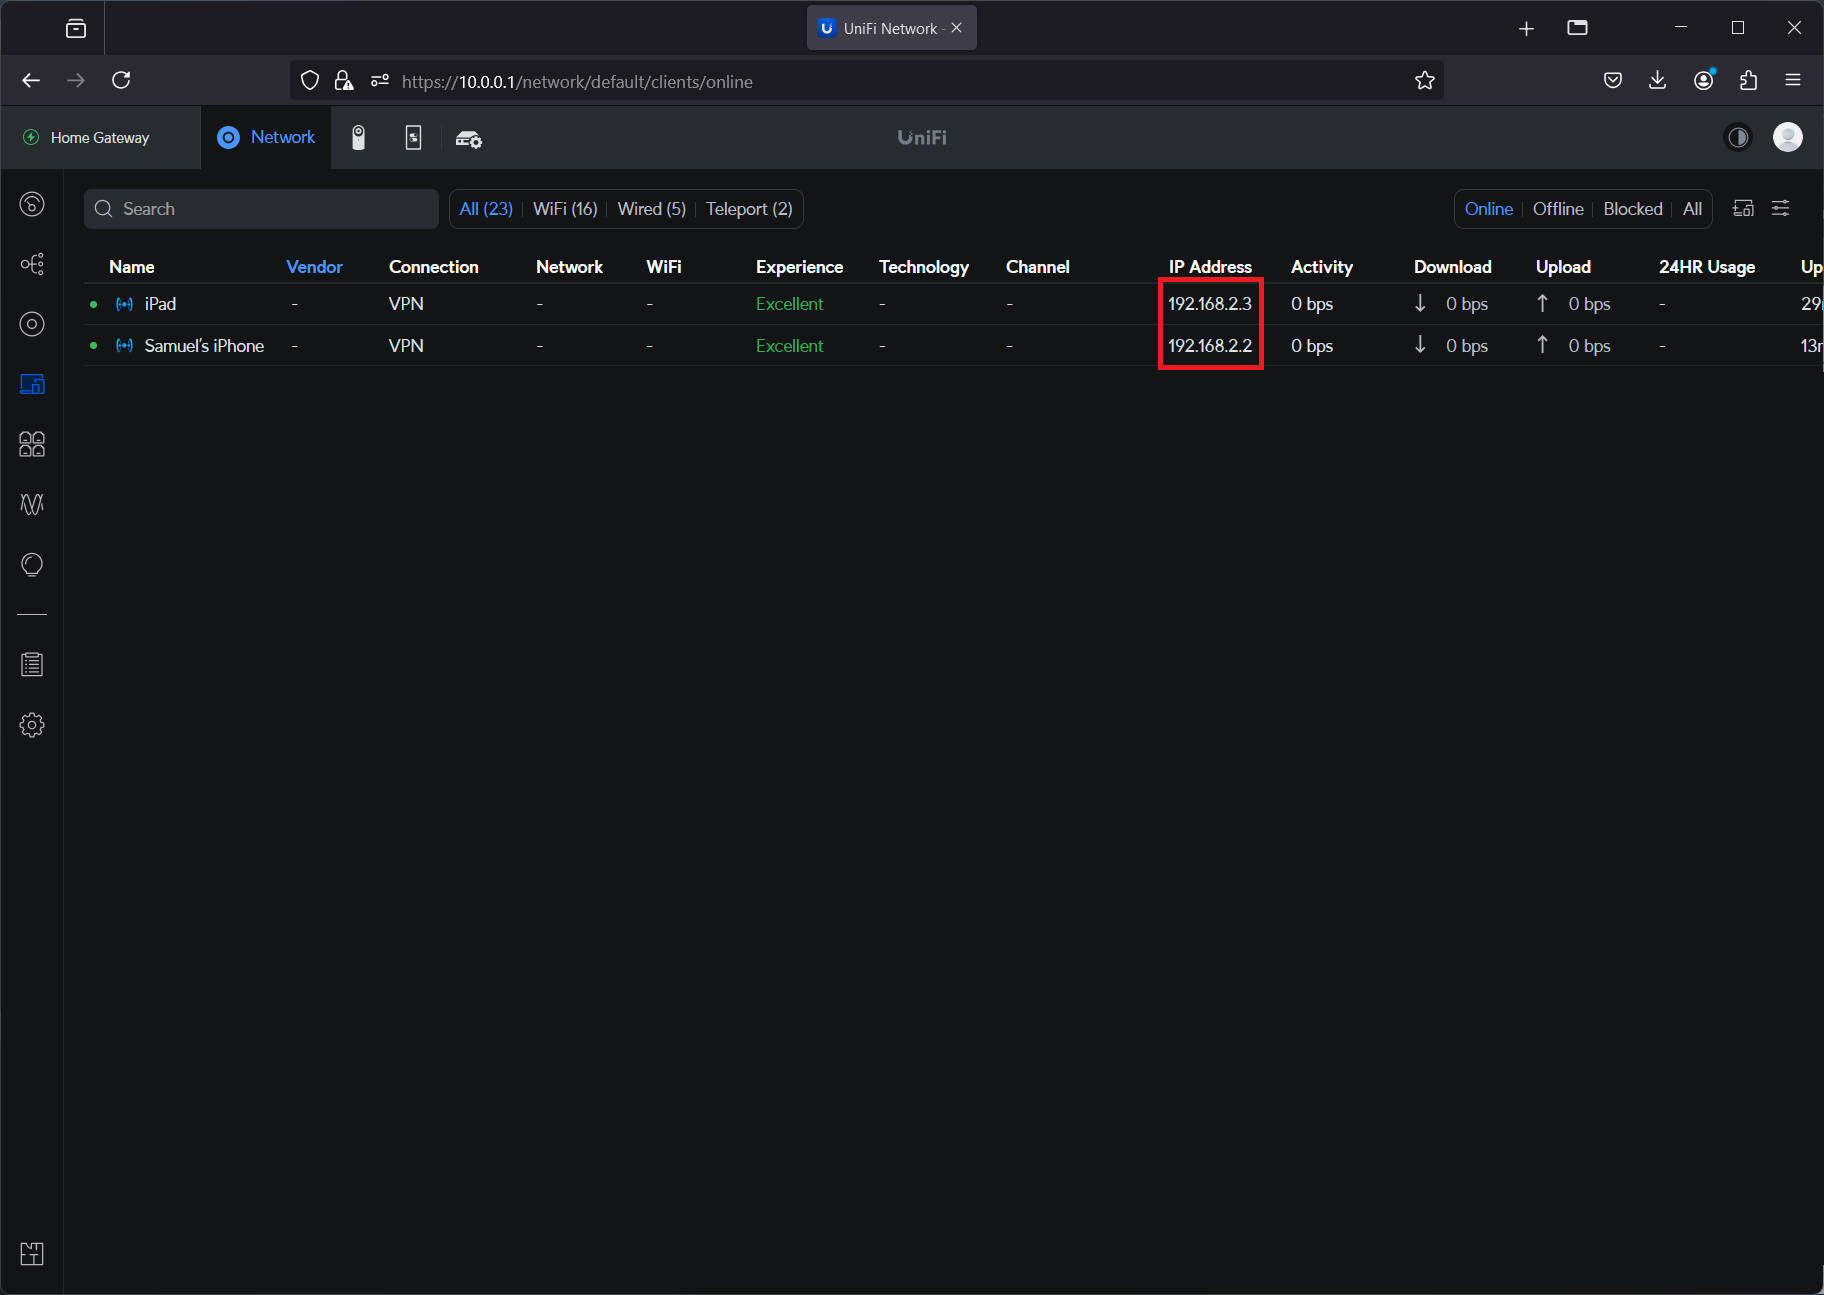 UniFi Network -
https://10.0.0.1/network/default/clients/online
Home Gateway
Network
UniFi
Search
All (23) WiFi (16) Wired (5) Teleport (2)
Online Offline Blocked All
Name Vendor Connection Network WiFi Experience Technology Channel IP Address Activity Download Upload 24HR Usage Up
iPad - VPN - - Excellent - - 192.168.2.3 0 bps ↓ 0 bps ↑ 0 bps - 29
Samuel's iPhone - VPN - - Excellent - - 192.168.2.2 0 bps ↓ 0 bps ↑ 0 bps - 13